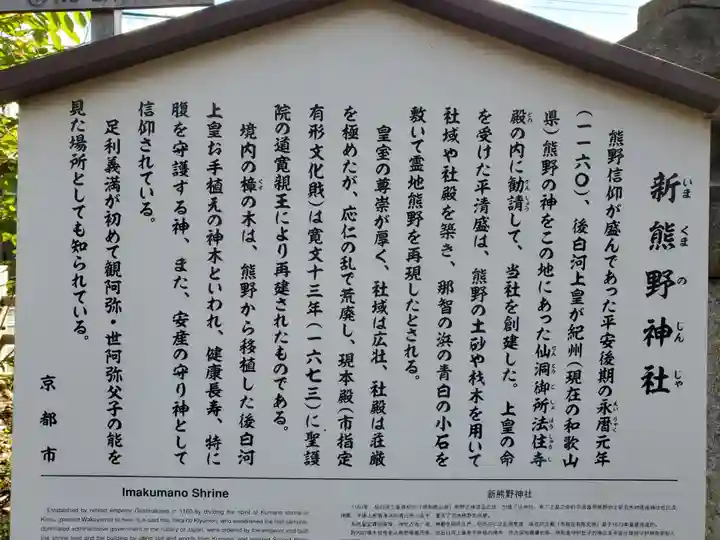 新熊野神社
いまくまのじんじゃ
熊野信仰が盛んであった平安後期の永暦元年
(一一六〇)、後白河上皇が紀州(現在の和歌山
県)熊野の神をこの地にあった仙洞御所法住寺
殿の内に勧請して、当社を創建した。上皇の命
を受けた平清盛は、熊野の土砂や材木を用いて
社域や社殿を築き、那智の浜の青白の小石を
敷いて霊地熊野を再現したとされる。
皇室の尊崇が厚く、社域は広壮、社殿は荘厳
を極めたが、応仁の乱で荒廃し、現本殿(市指定
有形文化財)は寛文十三年(一六七三)に聖護
院の道寛親王により再建されたものである。
境内の樟の木は、熊野から移植した後白河
上皇お手植えの神木といわれ、健康長寿、特に
腹を守護する神、また、安産の守り神として
信仰されている。
足利義満が初めて観阿弥・世阿弥父子の能を
見た場所としても知られている。
京都市
Imakumano Shrine
新熊野神社